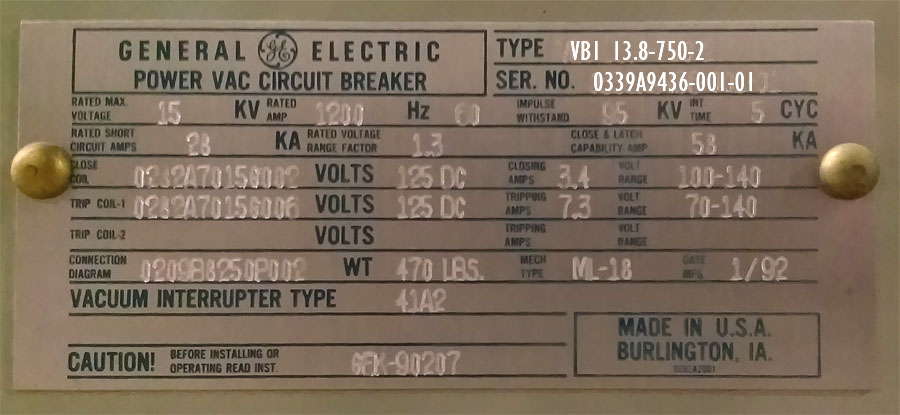 GENERAL GE ELECTRIC
POWER VAC CIRCUIT BREAKER
TYPE VB1 13.8-750-2
SER. NO. 0339A9436-001-01
RATED MAX. VOLTAGE 15 KV RATED AMP 1200 Hz 60 IMPULSE WITHSTAND 95 KV INT TIME 5 CYC
RATED SHORT CIRCUIT AMPS 28 KA RATED VOLTAGE RANGE FACTOR 1.3 CLOSE & LATCH CAPABILITY AMP 58 KA
CLOSE COIL 0282A7015G002 VOLTS 125 DC CLOSING AMPS 3.4 VOLT RANGE 100-140
TRIP COIL-1 0282A7015G006 VOLTS 125 DC TRIPPING AMPS 7.3 VOLT RANGE 70-140
TRIP COIL-2 VOLTS TRIPPING AMPS VOLT RANGE
CONNECTION DIAGRAM WT 470 LBS. MECH TYPE ML-18 DATE MFG. 1/92
VACUUM INTERRUPTER TYPE 41A2
CAUTION! BEFORE INSTALLING OR OPERATING READ INST. GEK-90207
MADE IN U.S.A.
BURLINGTON, IA.